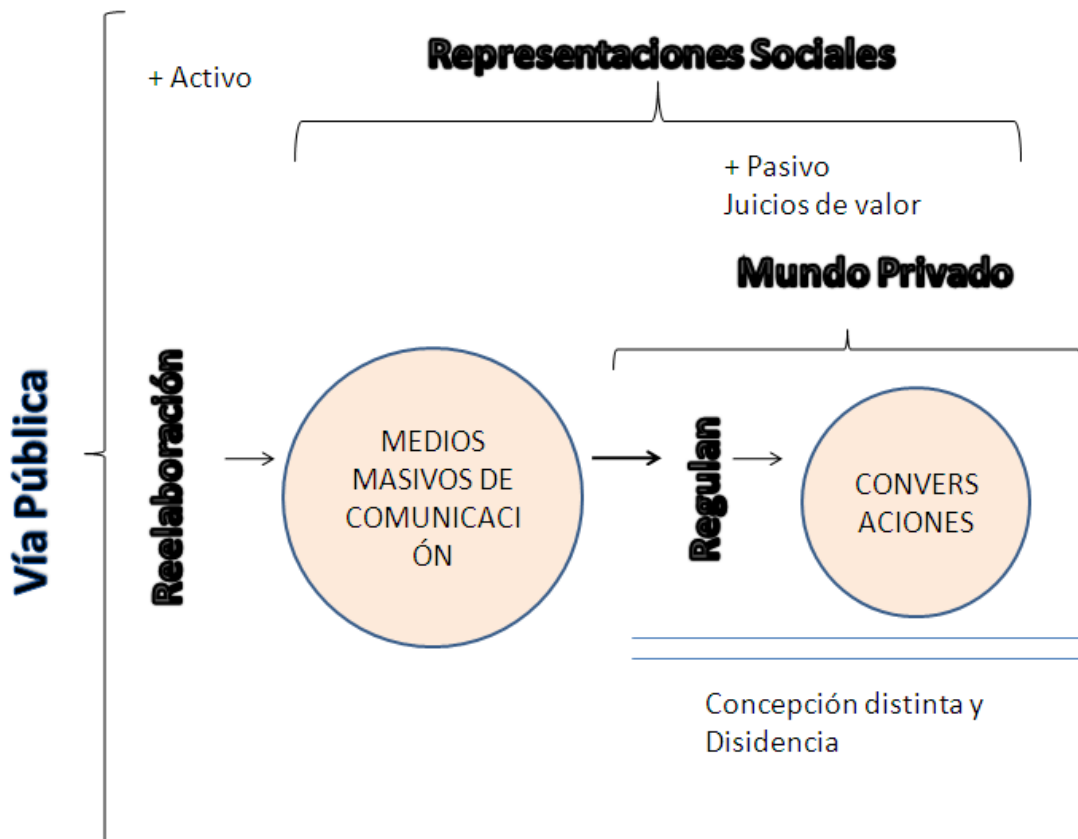 Representaciones Sociales
+ Activo
+ Pasivo
Juicios de valor
Mundo Privado
Vía Pública
Reelaboración
MEDIOS
MASIVOS DE
COMUNICACI
ÓN
Regulan
CONVERS
ACIONES
Concepción distinta y
Disidencia